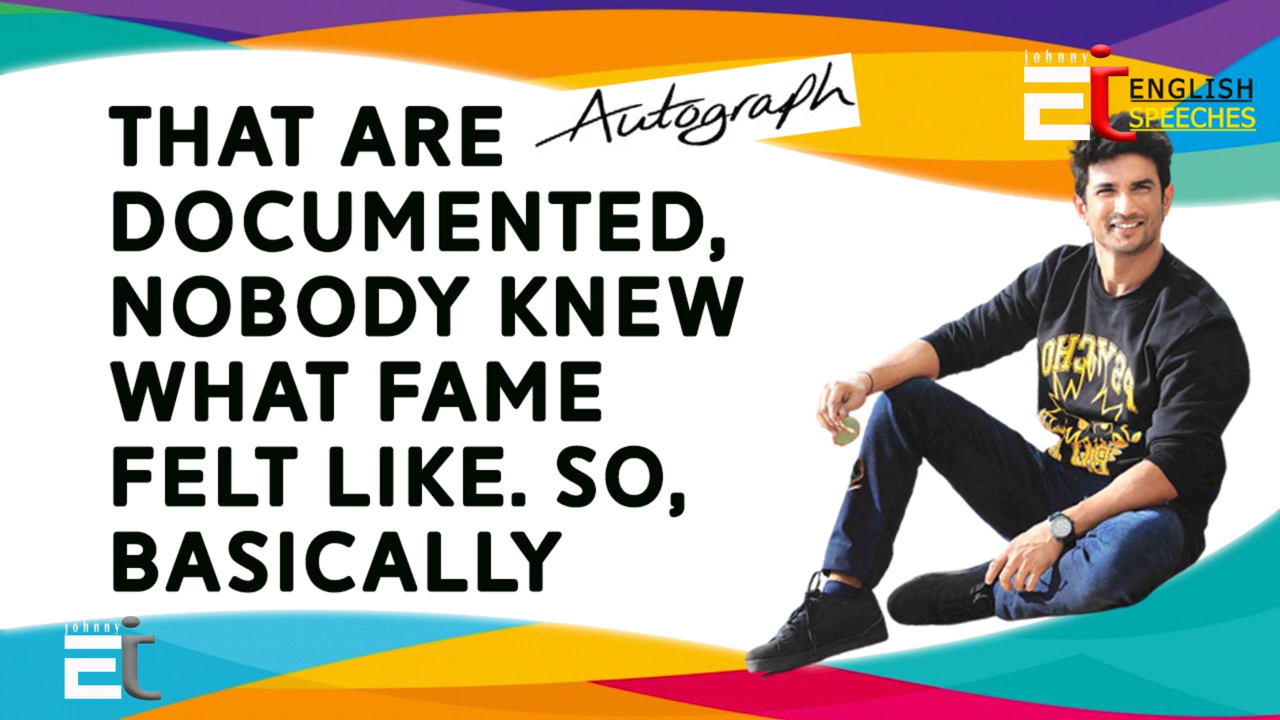 johnny
ENGLISH
SPEECHES
Autograph
THAT ARE
DOCUMENTED,
NOBODY KNEW
WHAT FAME
FELT LIKE. SO,
BASICALLY
johnny